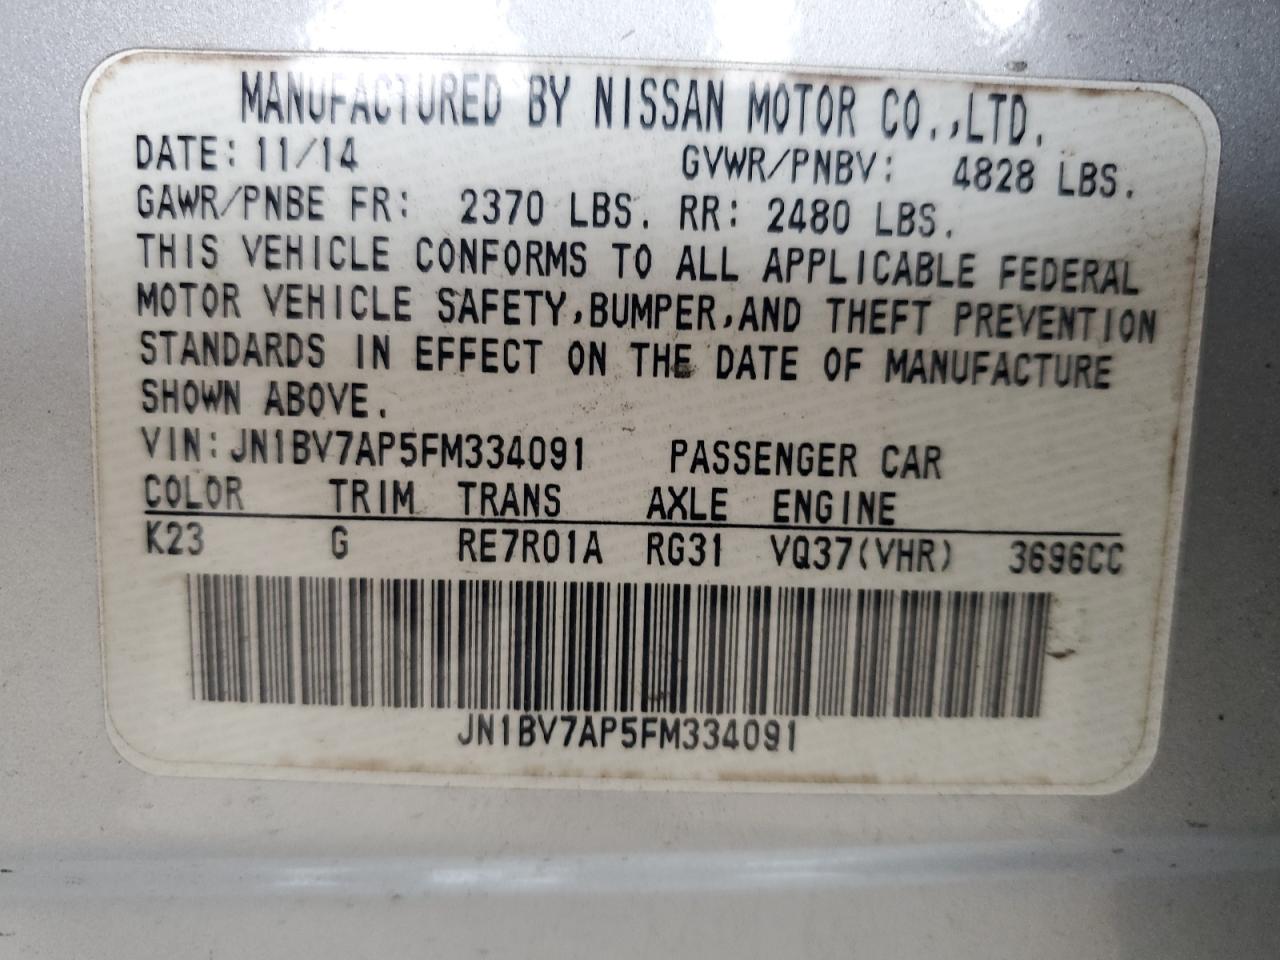 MANUFACTURED BY NISSAN MOTOR CO.,LTD.
DATE: 11/14 GVWR/PNBV: 4828 LBS.
GAWR/PNBE FR: 2370 LBS. RR: 2480 LBS.
THIS VEHICLE CONFORMS TO ALL APPLICABLE FEDERAL
MOTOR VEHICLE SAFETY,BUMPER,AND THEFT PREVENTION
STANDARDS IN EFFECT ON THE DATE OF MANUFACTURE
SHOWN ABOVE.
VIN: JN1BV7AP5FM334091 PASSENGER CAR
COLOR TRIM TRANS AXLE ENGINE
K23 G RE7R01A RG31 VQ37(VHR) 3696CC
JN1BV7AP5FM334091